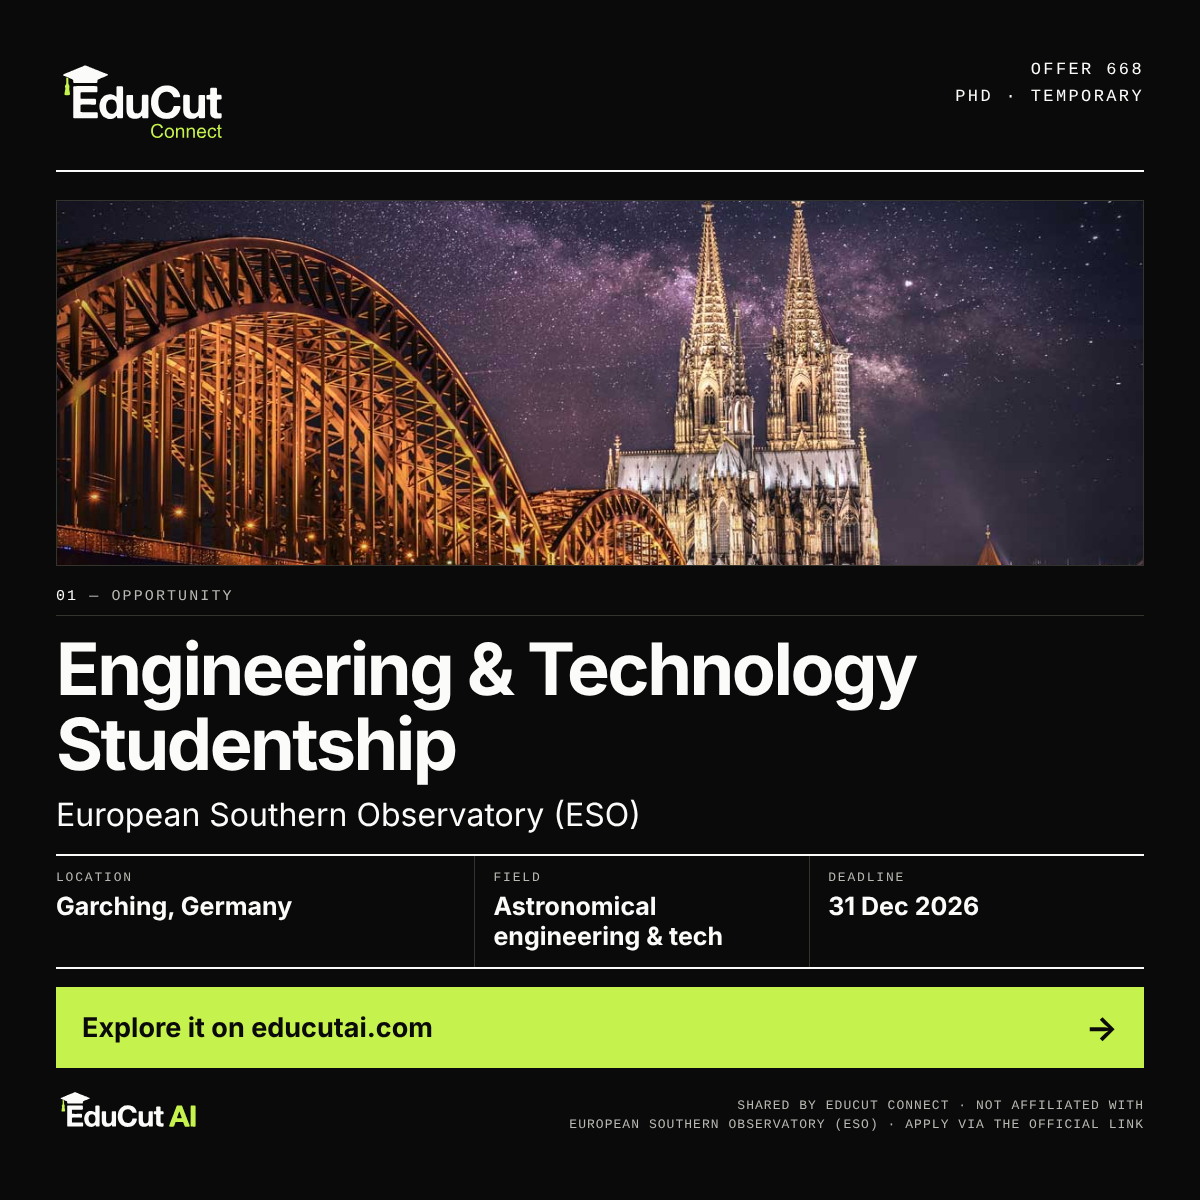 EduCut
Connect
OFFER 668
PHD · TEMPORARY
01 — OPPORTUNITY
Engineering & Technology
Studentship
European Southern Observatory (ESO)
LOCATION
Garching, Germany
FIELD
Astronomical
engineering & tech
DEADLINE
31 Dec 2026
Explore it on educutai.com →
EduCut AI
SHARED BY EDUCUT CONNECT · NOT AFFILIATED WITH
EUROPEAN SOUTHERN OBSERVATORY (ESO) · APPLY VIA THE OFFICIAL LINK